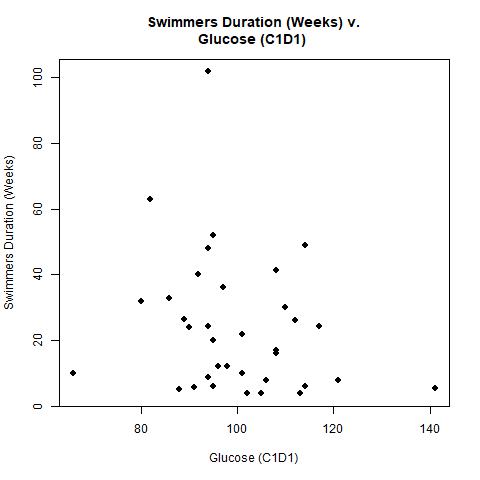 Swimmers Duration (Weeks) v.
Glucose (C1D1)
Swimmers Duration (Weeks)
100
80
60
40
20
0
80 100 120 140
Glucose (C1D1)